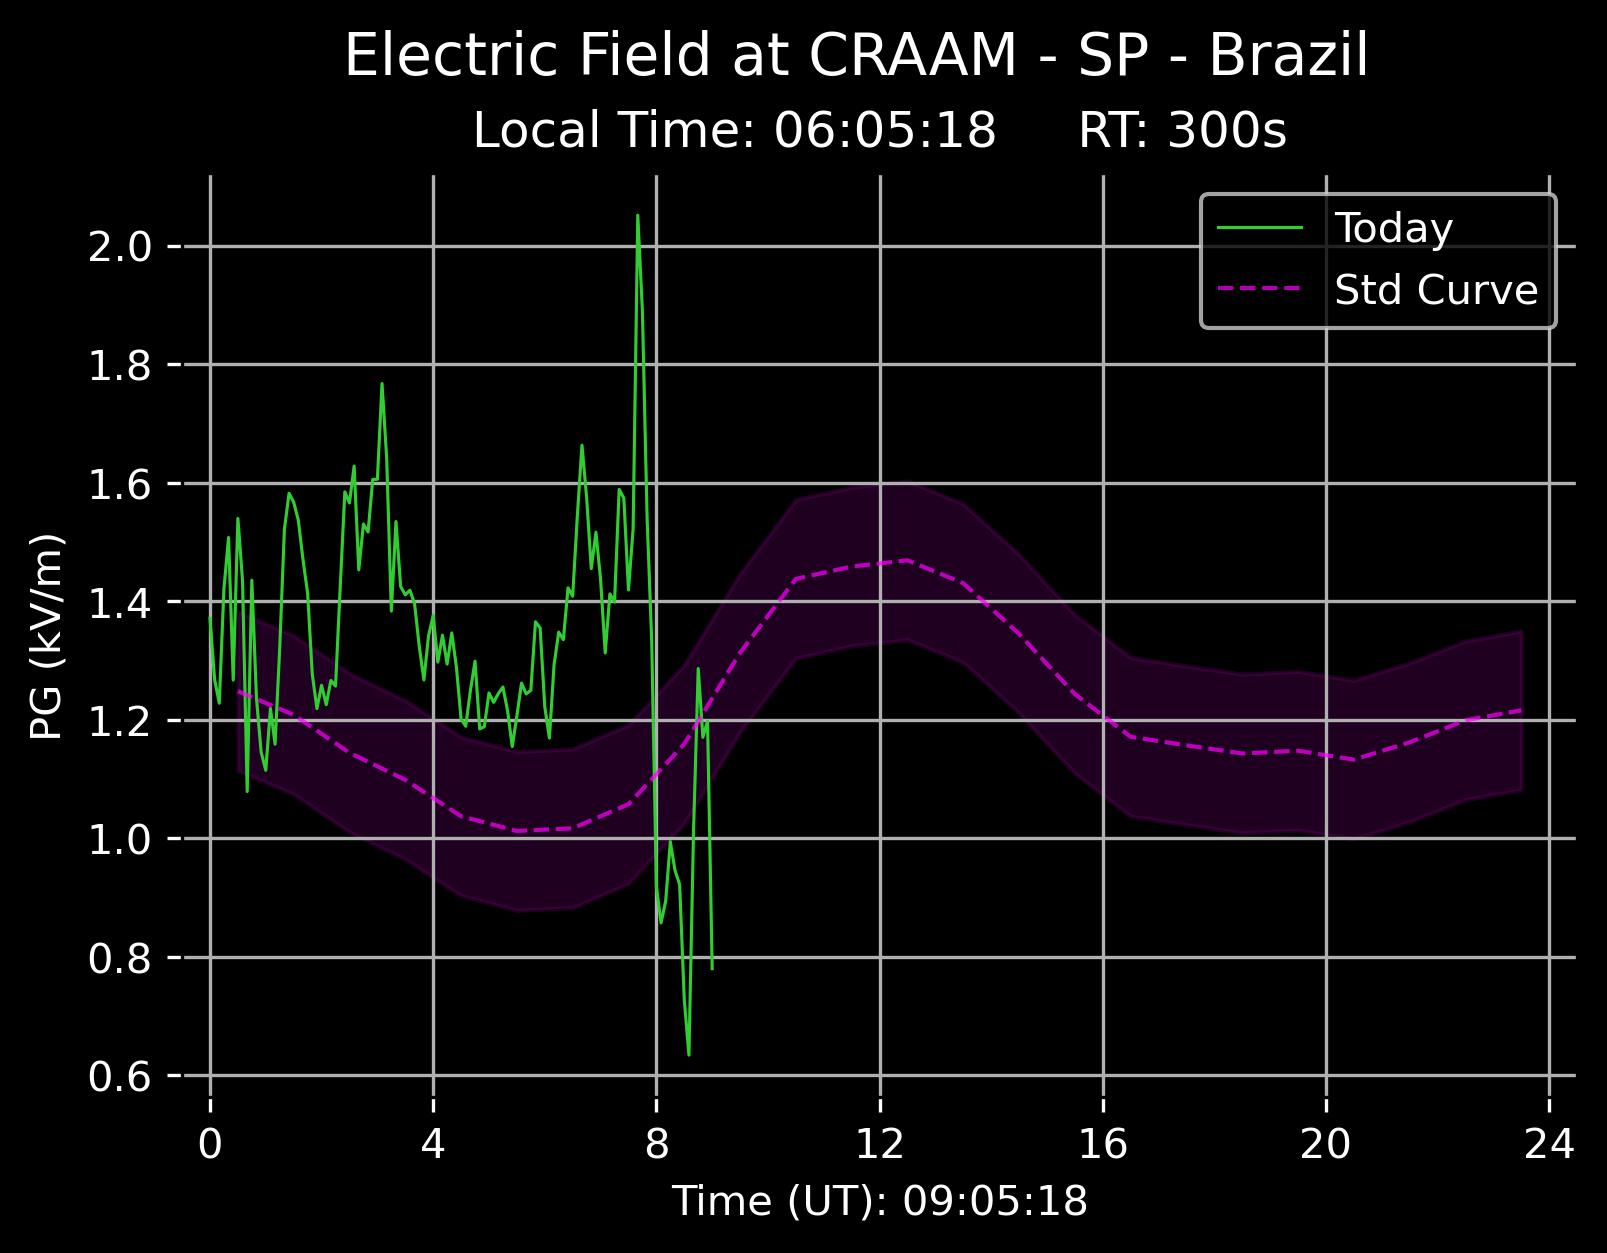 Electric Field at CRAAM - SP - Brazil
Local Time: 06:05:18 RT: 300s
Today
Std Curve
PG (kV/m)
2.0
1.8
1.6
1.4
1.2
1.0
0.8
0.6
0 4 8 12 16 20 24
Time (UT): 09:05:18